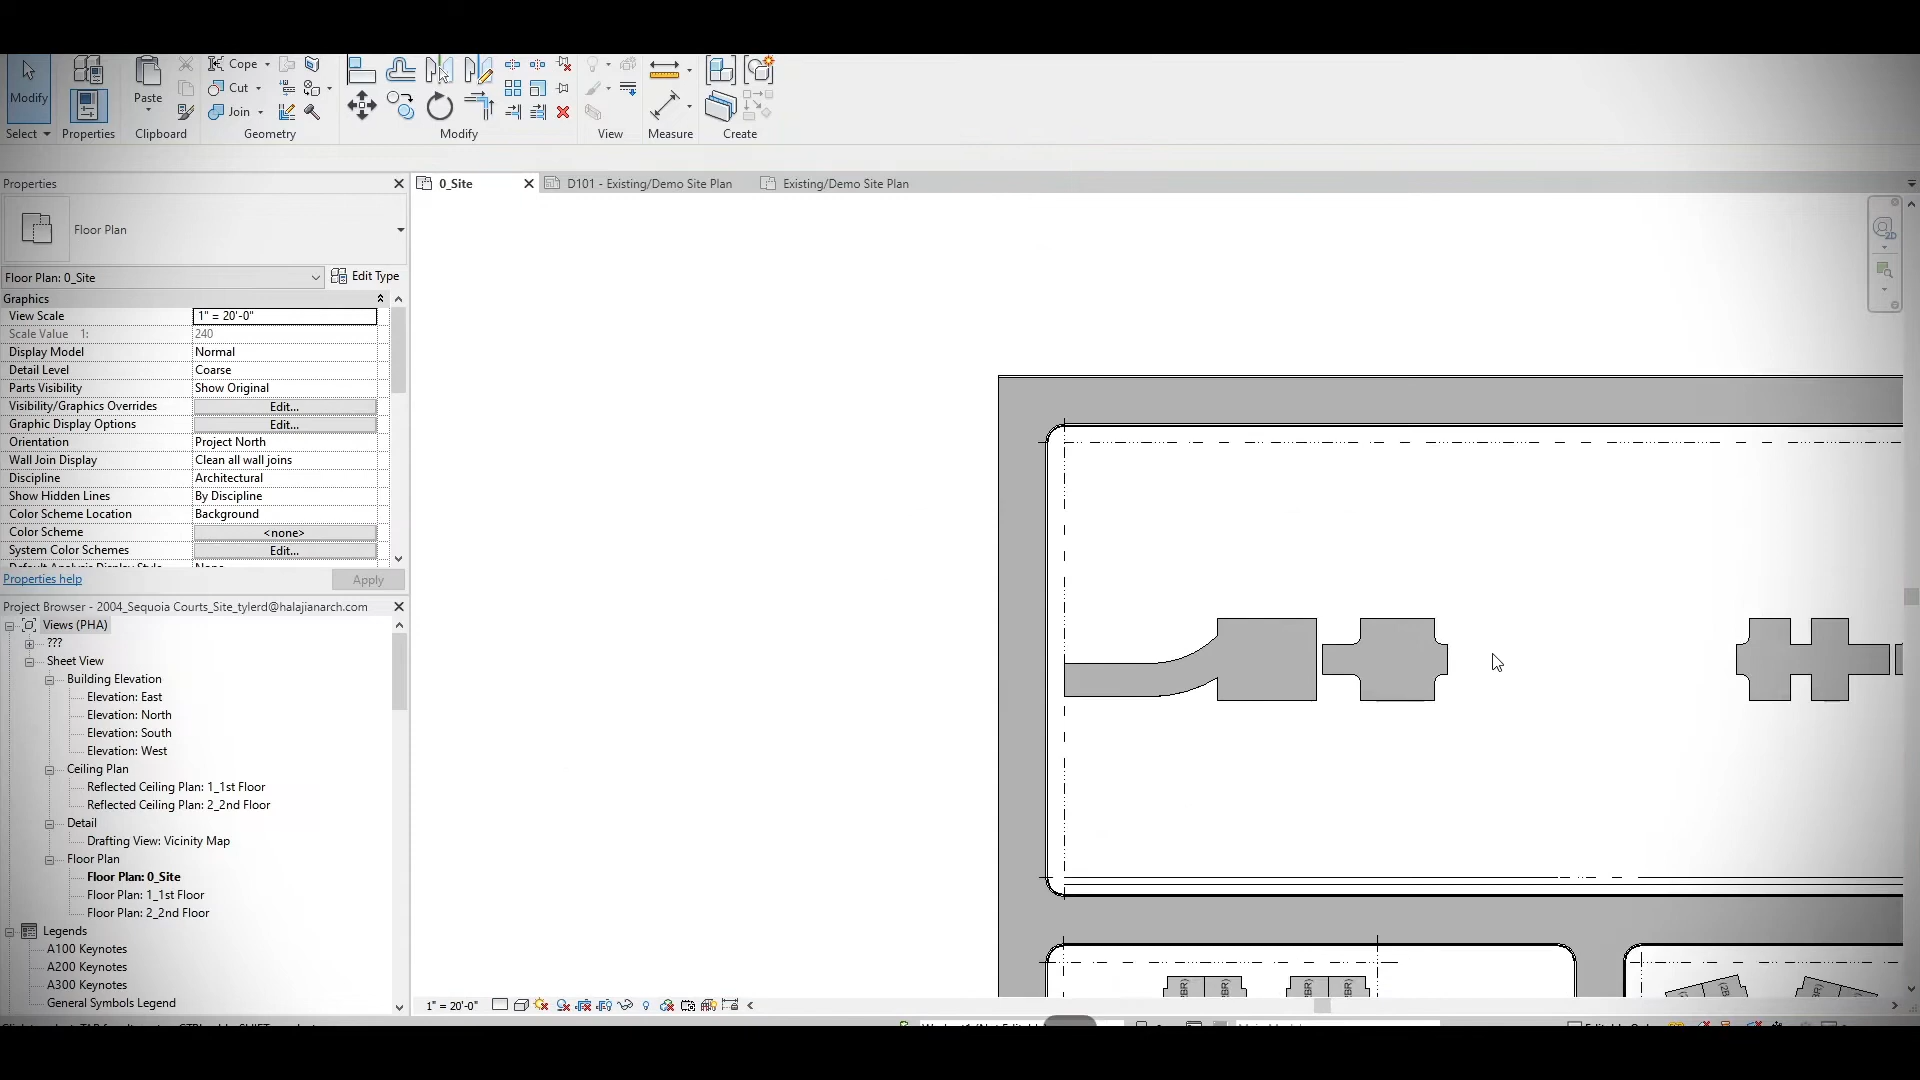 Cope
Modify
Paste
Cut
Join
Select
Properties
Clipboard
Geometry
Modify
View
Measure
Create
Properties
0_Site
D101 - Existing/Demo Site Plan
Existing/Demo Site Plan
Floor Plan
Floor Plan: 0_Site
Edit Type
Graphics
View Scale
1" = 20'-0"
Scale Value    1:
240
Display Model
Normal
Detail Level
Coarse
Parts Visibility
Show Original
Visibility/Graphics Overrides
Edit...
Graphic Display Options
Edit...
Orientation
Project North
Wall Join Display
Clean all wall joins
Discipline
Architectural
Show Hidden Lines
By Discipline
Color Scheme Location
Background
Color Scheme
<none>
System Color Schemes
Edit...
Properties help
Apply
Project Browser - 2004_Sequoia Courts_Site_tylerd@halajianarch.com
Views (PHA)
???
Sheet View
Building Elevation
Elevation: East
Elevation: North
Elevation: South
Elevation: West
Ceiling Plan
Reflected Ceiling Plan: 1_1st Floor
Reflected Ceiling Plan: 2_2nd Floor
Detail
Drafting View: Vicinity Map
Floor Plan
Floor Plan: 0_Site
Floor Plan: 1_1st Floor
Floor Plan: 2_2nd Floor
Legends
A100 Keynotes
A200 Keynotes
A300 Keynotes
General Symbols Legend
1" = 20'-0"
2D